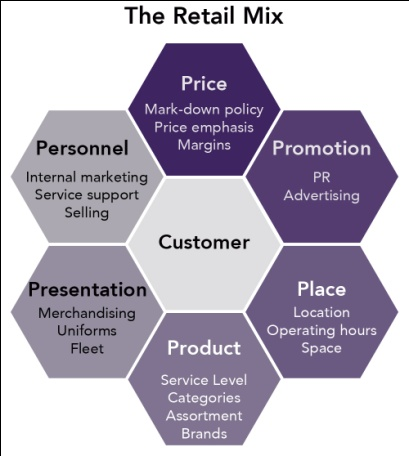 The Retail Mix
Price
Mark-down policy
Price emphasis
Margins
Promotion
PR
Advertising
Place
Location
Operating hours
Space
Product
Service Level
Categories
Assortment
Brands
Presentation
Merchandising
Uniforms
Fleet
Personnel
Internal marketing
Service support
Selling
Customer